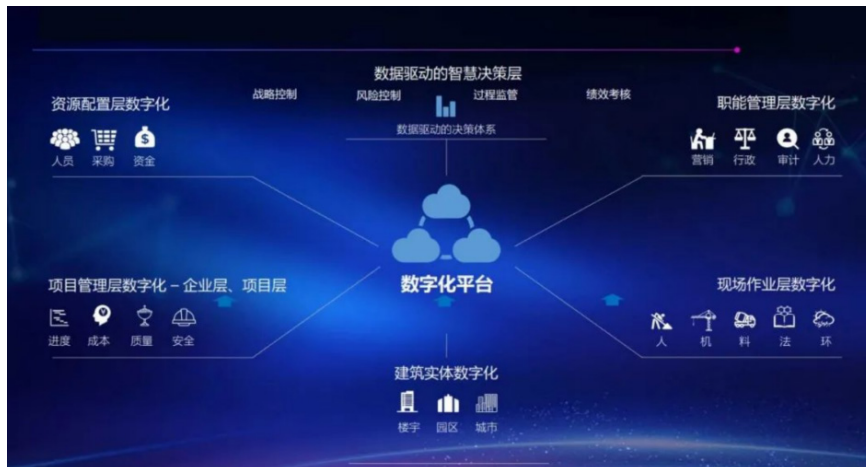 数据驱动的智慧决策层
战略控制 风险控制 过程监管 绩效考核
数据驱动的决策体系
资源配置层数字化
人员 采购 资金
职能管理层数字化
营销 行政 审计 人力
数字化平台
项目管理层数字化 – 企业层、项目层
进度 成本 质量 安全
现场作业层数字化
人 机 料 法 环
建筑实体数字化
楼宇 园区 城市